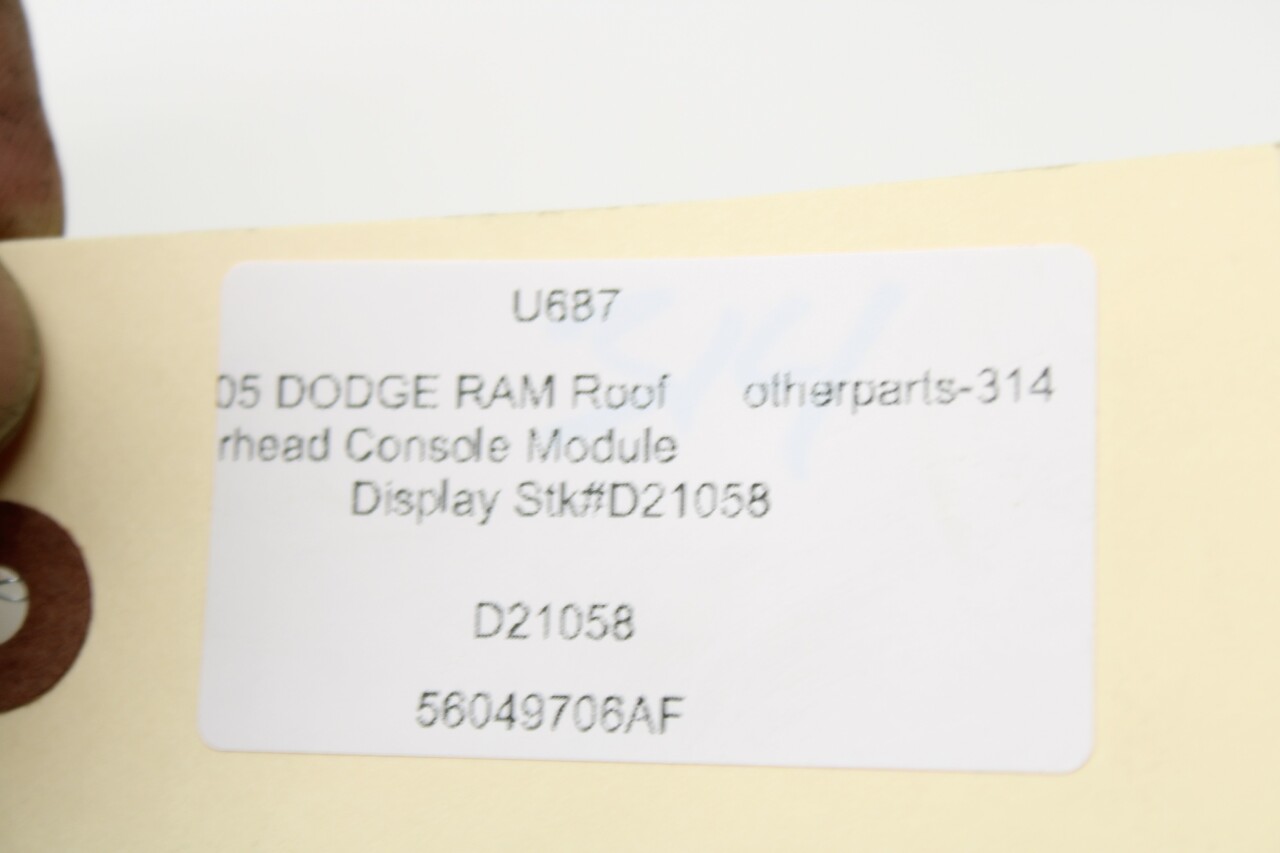 U687
05 DODGE RAM Roof otherparts-314
rhead Console Module
Display Stk#D21058
D21058
56049706AF